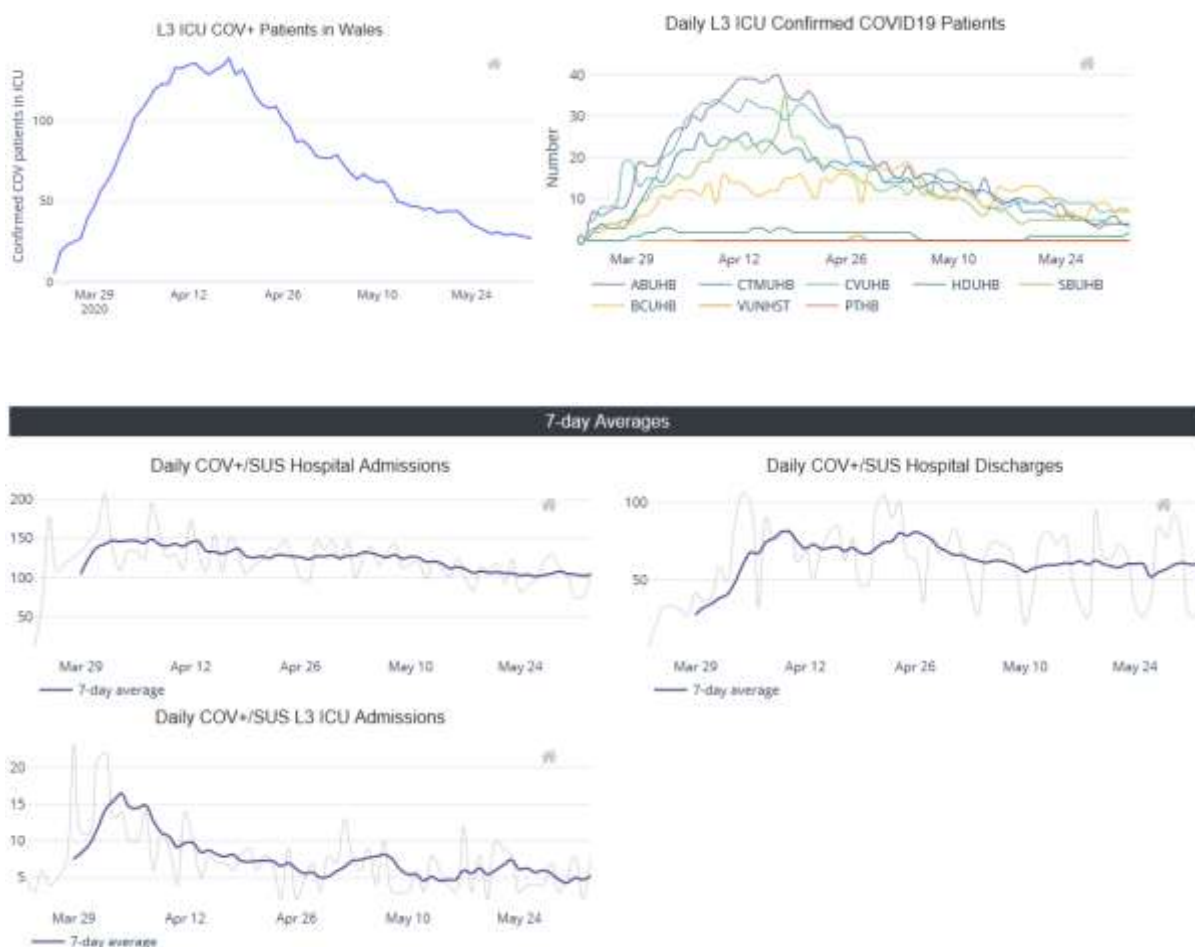 L3 ICU COV+ Patients in Wales
Confirmed COV patients in ICU
100
50
0
Mar 29 Apr 12 Apr 26 May 10 May 24
2020
Daily L3 ICU Confirmed COVID19 Patients
Number
40
30
20
10
0
Mar 29 Apr 12 Apr 26 May 10 May 24
ABUHB CTMUHB CVUHB HDUHB SBUHB
BCUHB VUNHST PTHB
7-day Averages
Daily COV+/SUS Hospital Admissions
200
150
100
50
Mar 29 Apr 12 Apr 26 May 10 May 24
7-day average
Daily COV+/SUS Hospital Discharges
100
50
Mar 29 Apr 12 Apr 26 May 10 May 24
7-day average
Daily COV+/SUS L3 ICU Admissions
20
15
10
5
Mar 29 Apr 12 Apr 26 May 10 May 24
7-day average